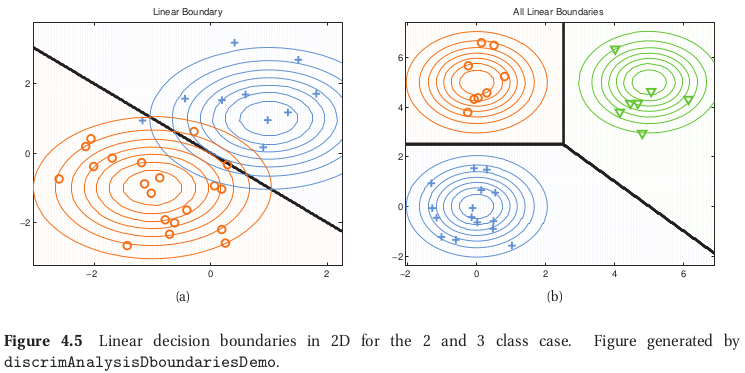 Linear Boundary
2
0
−2
−2
0
2
(a)
All Linear Boundaries
6
4
2
0
−2
−2
0
2
4
6
(b)
Figure 4.5 Linear decision boundaries in 2D for the 2 and 3 class case. Figure generated by
discrimAnalysisDboundariesDemo.